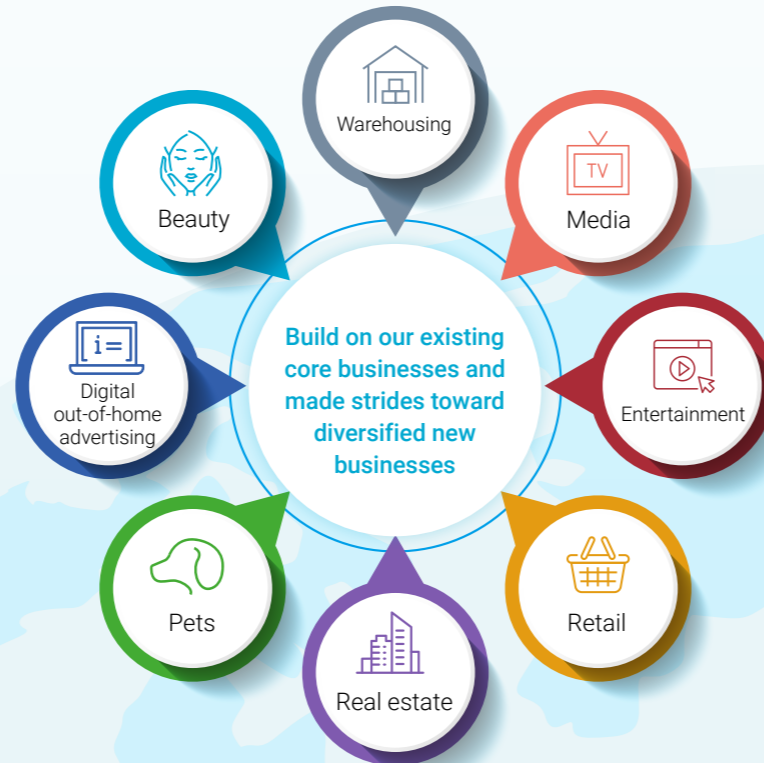 Warehousing
Beauty
TV
Media
Build on our existing
core businesses and
made strides toward
diversified new
businesses
[i=]
Digital
out-of-home
advertising
Entertainment
Pets
Retail
Real estate